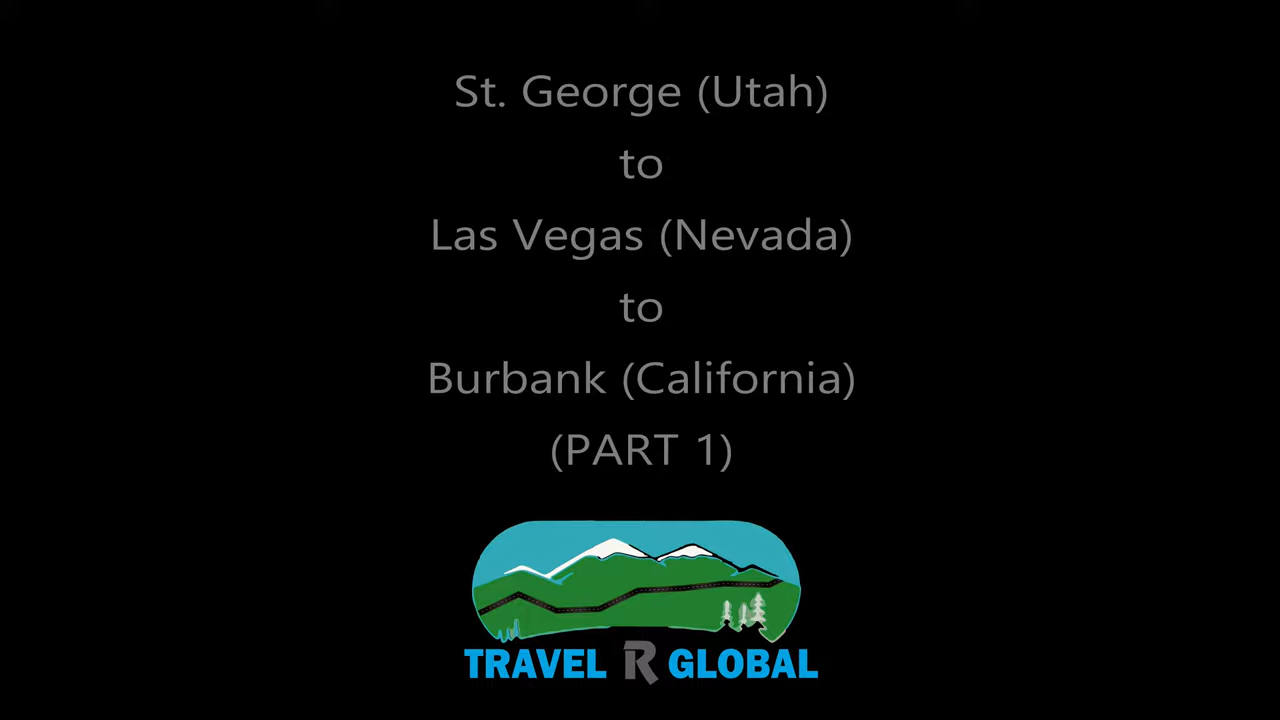 St. George (Utah)
to
Las Vegas (Nevada)
to
Burbank (California)
(PART 1)
TRAVEL R GLOBAL